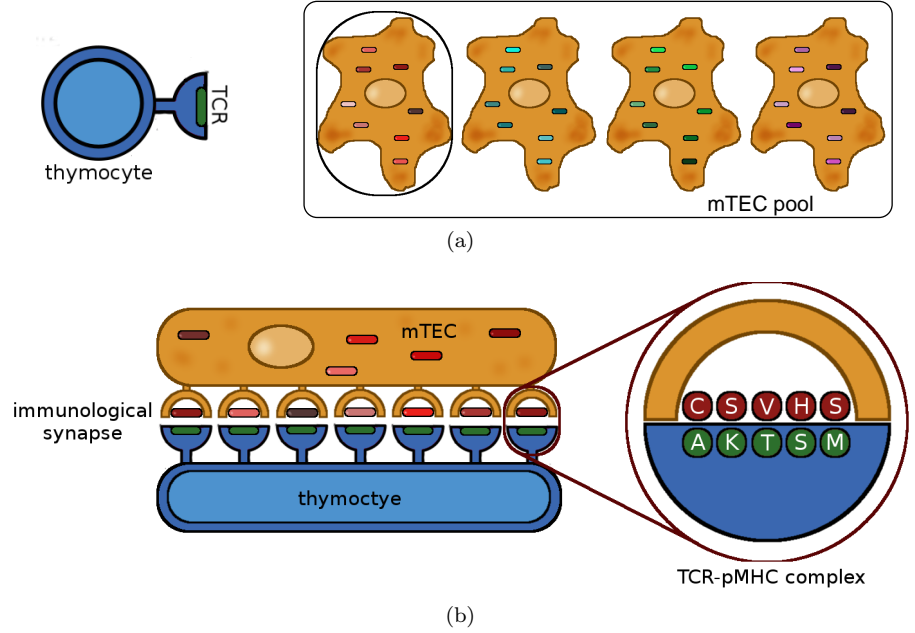 TCR
thymocyte
mTEC pool
(a)
mTEC
immunological
synapse
thymoctye
C S V H S
A K T S M
TCR-pMHC complex
(b)